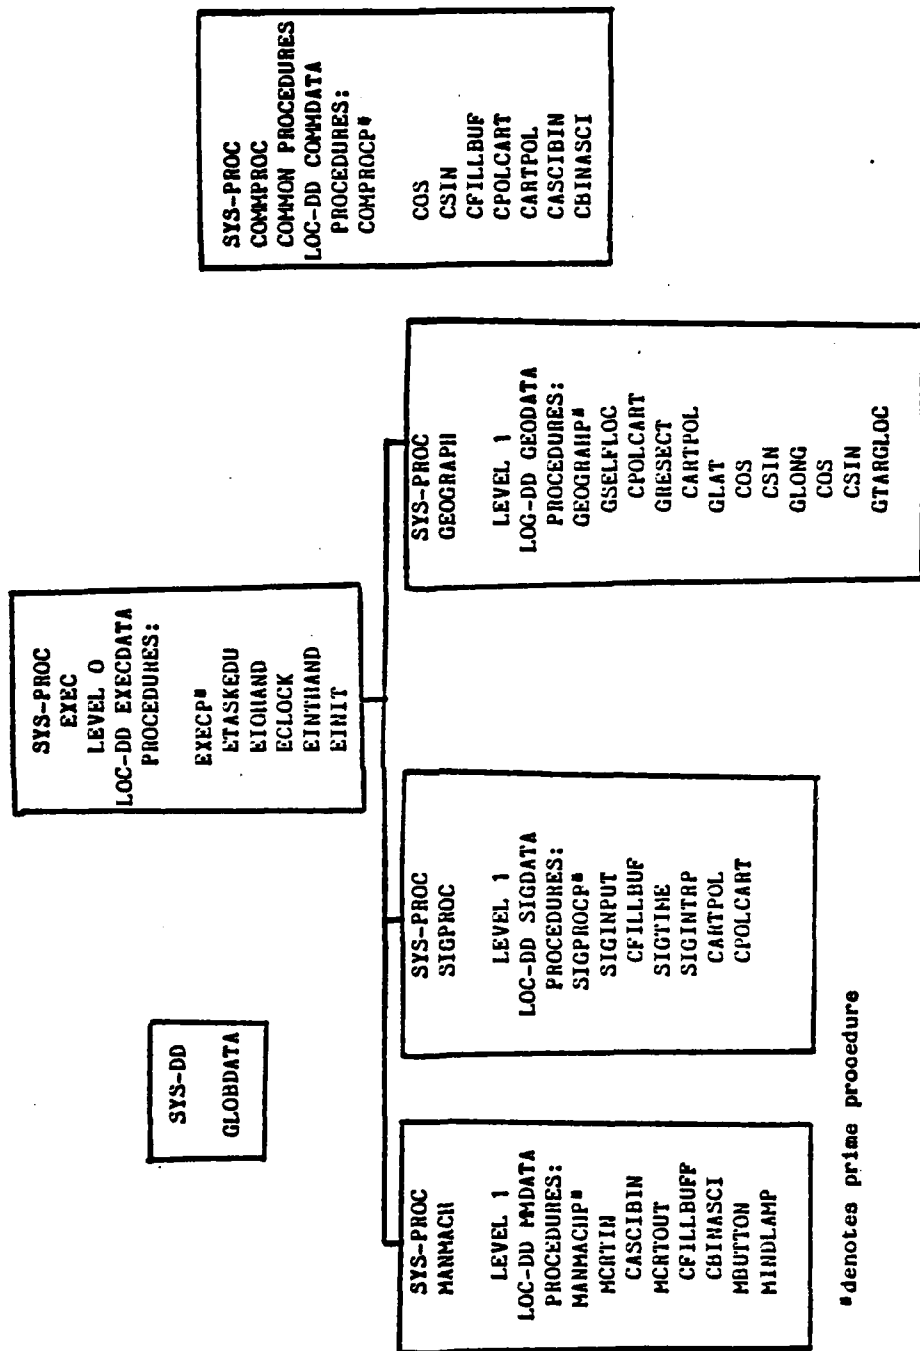 SYS-DD
GLOBDATA
SYS-PROC
EXEC
LEVEL 0
LOC-DD EXECDATA
PROCEDURES:
EXECP*
ETASKEDU
EIOHAND
ECLOCK
EINTHAND
EINIT
SYS-PROC
COMMPROC
COMMON PROCEDURES
LOC-DD COMMDATA
PROCEDURES:
COMPROCP*
COS
CSIN
CFILLBUF
CPOLCART
CARTPOL
CASCIBIN
CBINASCI
SYS-PROC
MANMACH
LEVEL 1
LOC-DD MMDATA
PROCEDURES:
MANMACHP*
MCRTIN
CASCIBIN
MCRTOUT
CFILLBUFF
CBINASCI
MBUTTON
MINDLAMP
SYS-PROC
SIGPROC
LEVEL 1
LOC-DD SIGDATA
PROCEDURES:
SIGPROCP*
SIGINPUT
CFILLBUF
SIGTIME
SIGINTRP
CARTPOL
CPOLCART
SYS-PROC
GEOGRAPH
LEVEL 1
LOG-DD GEODATA
PROCEDURES:
GEOGRAHP*
GSELFLOC
CPOLCART
GRESECT
CARTPOL
GLAT
COS
CSIN
GLONG
COS
CSIN
GTARGLOC
*denotes prime procedure